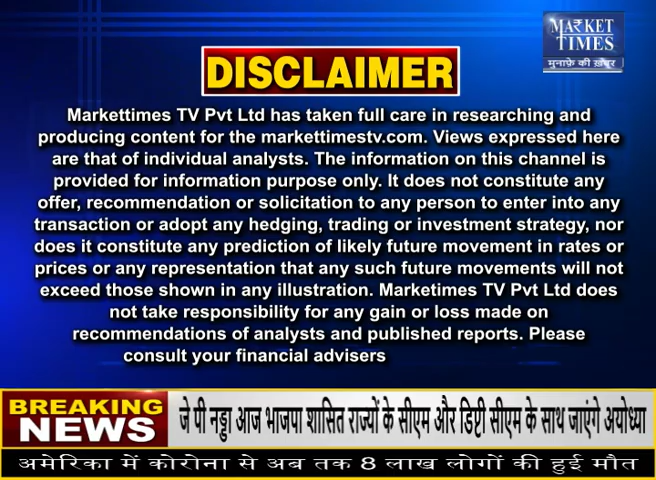 MARKET
TIMES
मुनाफ़े की ख़बर
DISCLAIMER
Markettimes TV Pvt Ltd has taken full care in researching and
producing content for the markettimestv.com. Views expressed here
are that of individual analysts. The information on this channel is
provided for information purpose only. It does not constitute any
offer, recommendation or solicitation to any person to enter into any
transaction or adopt any hedging, trading or investment strategy, nor
does it constitute any prediction of likely future movement in rates or
prices or any representation that any such future movements will not
exceed those shown in any illustration. Marketimes TV Pvt Ltd does
not take responsibility for any gain or loss made on
recommendations of analysts and published reports. Please
consult your financial advisers
BREAKING
NEWS
जे पी नड्डा आज भाजपा शासित राज्यों के सीएम और डिप्टी सीएम के साथ जाएंगे अयोध्या
अमेरिका में कोरोना से अब तक 8 लाख लोगों की हुई मौत